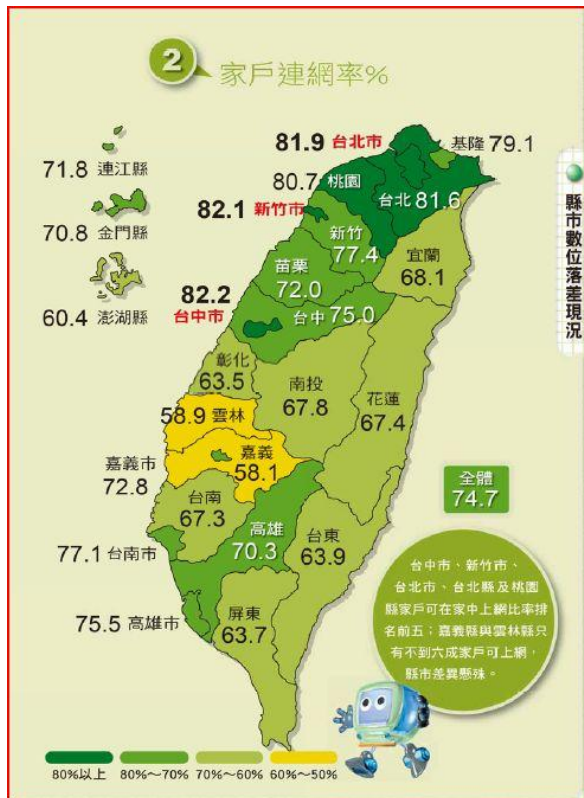 2
家戶連網率%
81.9 台北市
基隆 79.1
71.8 連江縣
80.7 桃園
台北 81.6
82.1 新竹市
70.8 金門縣
新竹
77.4
宜蘭
68.1
苗栗
72.0
60.4 澎湖縣
82.2
台中市
台中 75.0
彰化
63.5
南投
67.8
花蓮
67.4
58.9 雲林
嘉義
58.1
嘉義市
72.8
台南
67.3
高雄
70.3
台東
63.9
77.1 台南市
75.5 高雄市
屏東
63.7
縣市數位落差現況
全體
74.7
台中市、新竹市、
台北市、台北縣及桃園
縣家戶可在家中上網比率排
名前五；嘉義縣與雲林縣只
有不到六成家戶可上網，
縣市差異懸殊。
80%以上
80%～70%
70%～60%
60%～50%